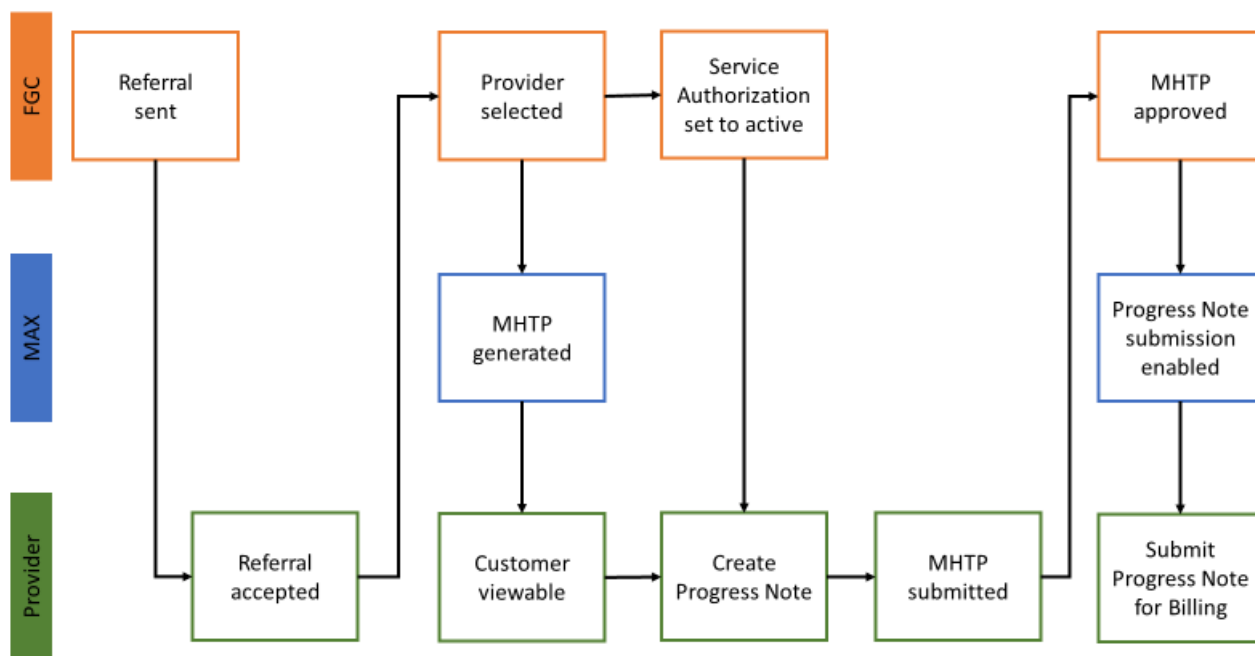 FGC
Referral
sent
Provider
selected
Service
Authorization
set to active
MHTP
approved
MAX
MHTP
generated
Progress Note
submission
enabled
Provider
Referral
accepted
Customer
viewable
Create
Progress Note
MHTP
submitted
Submit
Progress Note
for Billing